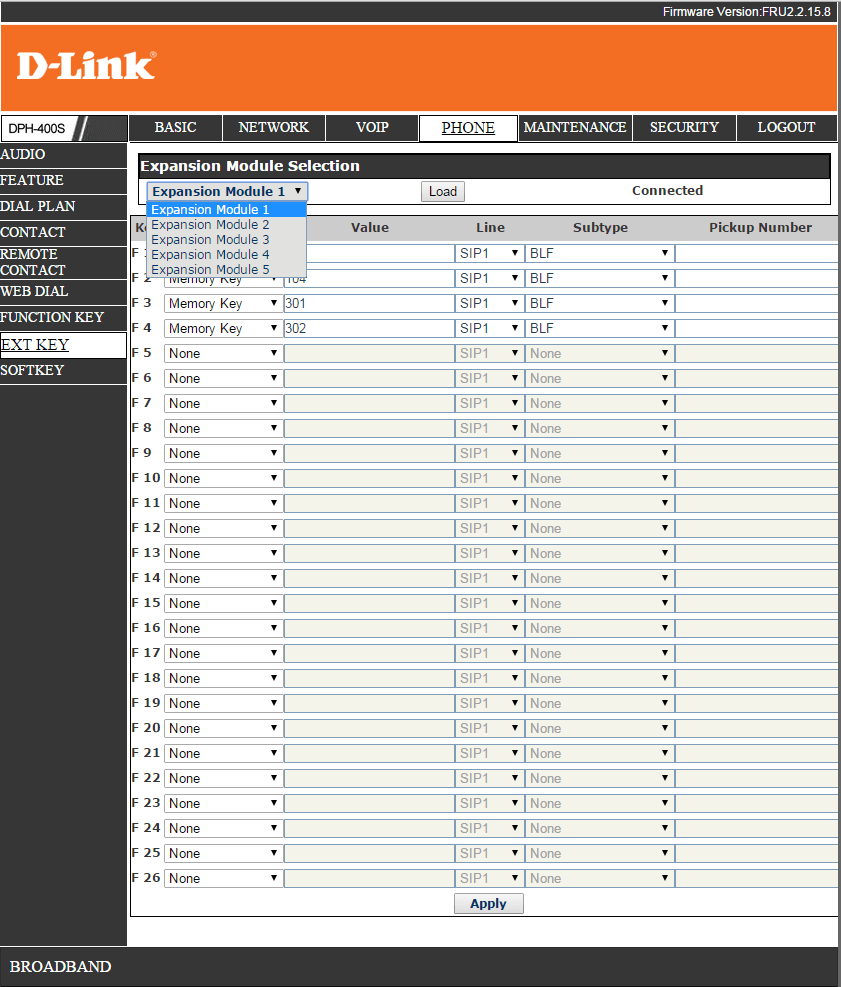 Firmware Version:FRU2.2.15.8
D-Link®
DPH-400S
BASIC NETWORK VOIP PHONE MAINTENANCE SECURITY LOGOUT
AUDIO
FEATURE
DIAL PLAN
CONTACT
REMOTE
CONTACT
WEB DIAL
FUNCTION KEY
EXT KEY
SOFTKEY
Expansion Module Selection
Expansion Module 1 Load Connected
Expansion Module 1
Expansion Module 2
Expansion Module 3
Expansion Module 4
Expansion Module 5
Value Line Subtype Pickup Number
F 1 SIP1 BLF
F 2 Memory Key 104 SIP1 BLF
F 3 Memory Key 301 SIP1 BLF
F 4 Memory Key 302 SIP1 BLF
F 5 None SIP1 None
F 6 None SIP1 None
F 7 None SIP1 None
F 8 None SIP1 None
F 9 None SIP1 None
F 10 None SIP1 None
F 11 None SIP1 None
F 12 None SIP1 None
F 13 None SIP1 None
F 14 None SIP1 None
F 15 None SIP1 None
F 16 None SIP1 None
F 17 None SIP1 None
F 18 None SIP1 None
F 19 None SIP1 None
F 20 None SIP1 None
F 21 None SIP1 None
F 22 None SIP1 None
F 23 None SIP1 None
F 24 None SIP1 None
F 25 None SIP1 None
F 26 None SIP1 None
Apply
BROADBAND